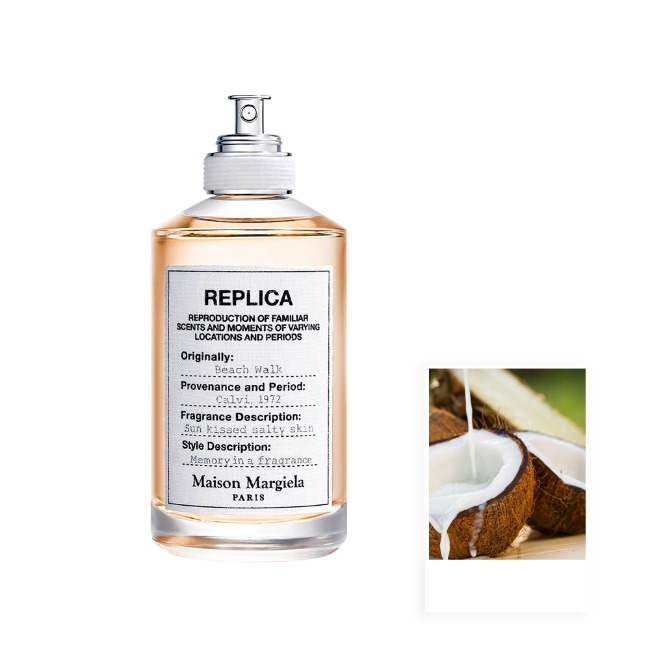 REPLICA
REPRODUCTION OF FAMILIAR
SCENTS AND MOMENTS OF VARYING
LOCATIONS AND PERIODS
Originally:
Beach Walk
Provenance and Period:
Calvi, 1972
Fragrance Description:
Sun kissed salty skin
Style Description:
Memory in a fragrance
Maison Margiela
PARIS